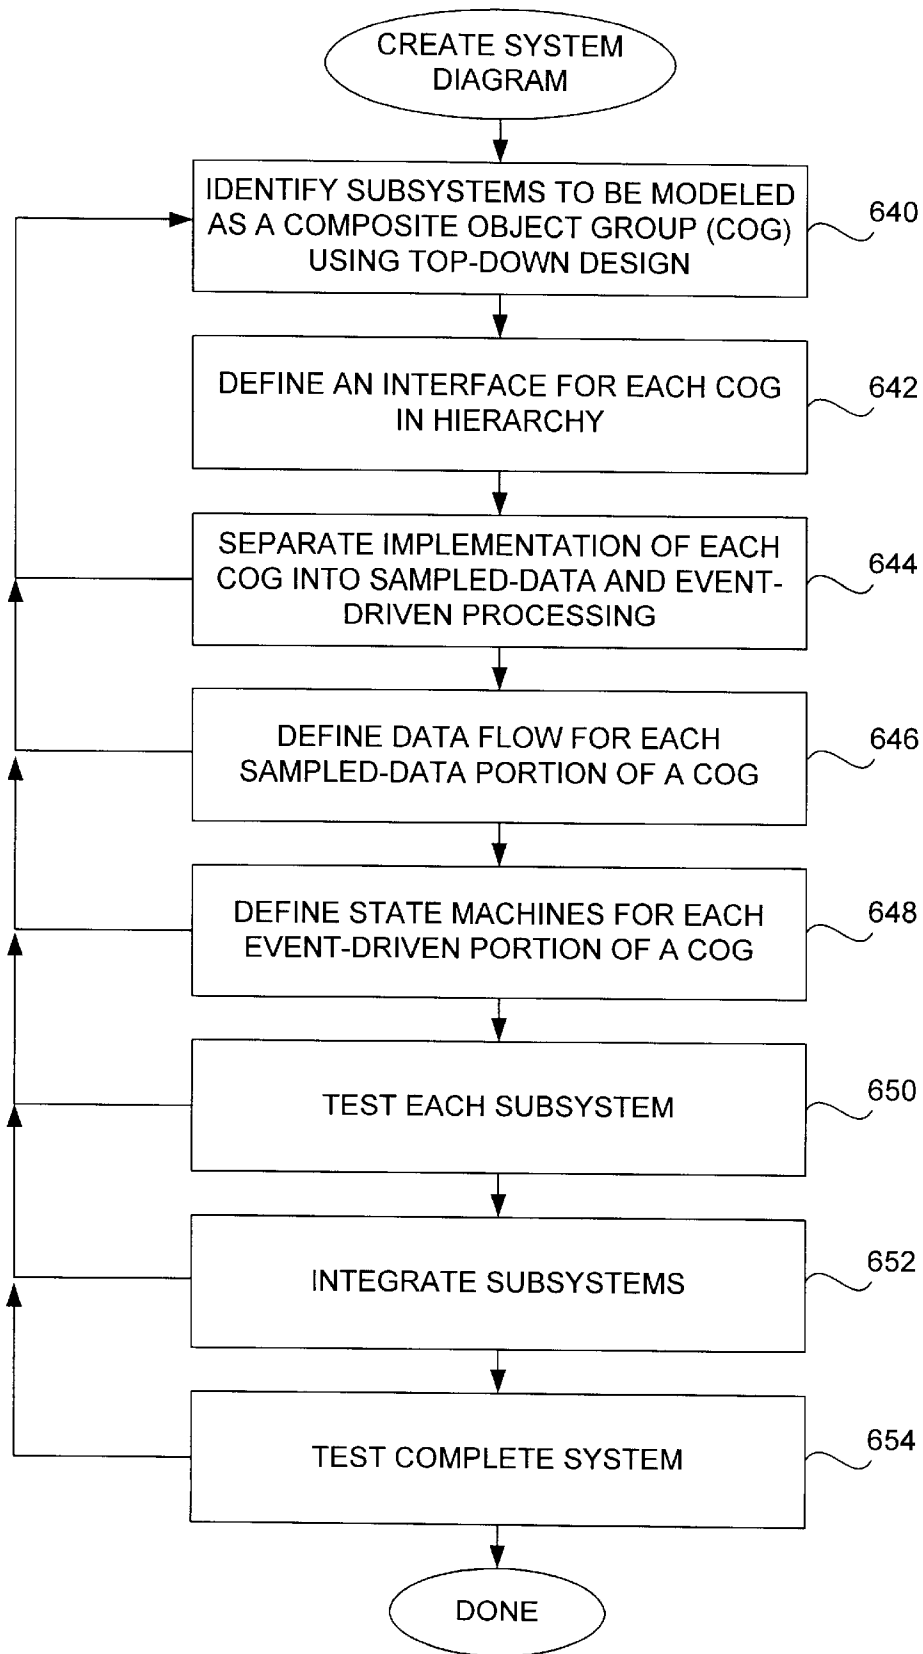 CREATE SYSTEM
DIAGRAM
IDENTIFY SUBSYSTEMS TO BE MODELED
AS A COMPOSITE OBJECT GROUP (COG)
USING TOP-DOWN DESIGN
640
DEFINE AN INTERFACE FOR EACH COG
IN HIERARCHY
642
SEPARATE IMPLEMENTATION OF EACH
COG INTO SAMPLED-DATA AND EVENT-
DRIVEN PROCESSING
644
DEFINE DATA FLOW FOR EACH
SAMPLED-DATA PORTION OF A COG
646
DEFINE STATE MACHINES FOR EACH
EVENT-DRIVEN PORTION OF A COG
648
TEST EACH SUBSYSTEM
650
INTEGRATE SUBSYSTEMS
652
TEST COMPLETE SYSTEM
654
DONE